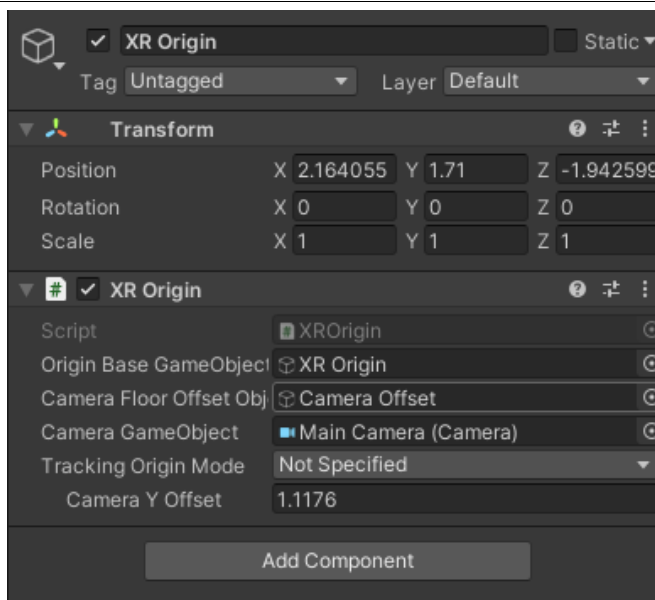 XR Origin Static
Tag Untagged Layer Default
Transform
Position X 2.164055 Y 1.71 Z -1.942599
Rotation X 0 Y 0 Z 0
Scale X 1 Y 1 Z 1
# XR Origin
Script # XROrigin
Origin Base GameObject XR Origin
Camera Floor Offset Obj Camera Offset
Camera GameObject Main Camera (Camera)
Tracking Origin Mode Not Specified
Camera Y Offset 1.1176
Add Component